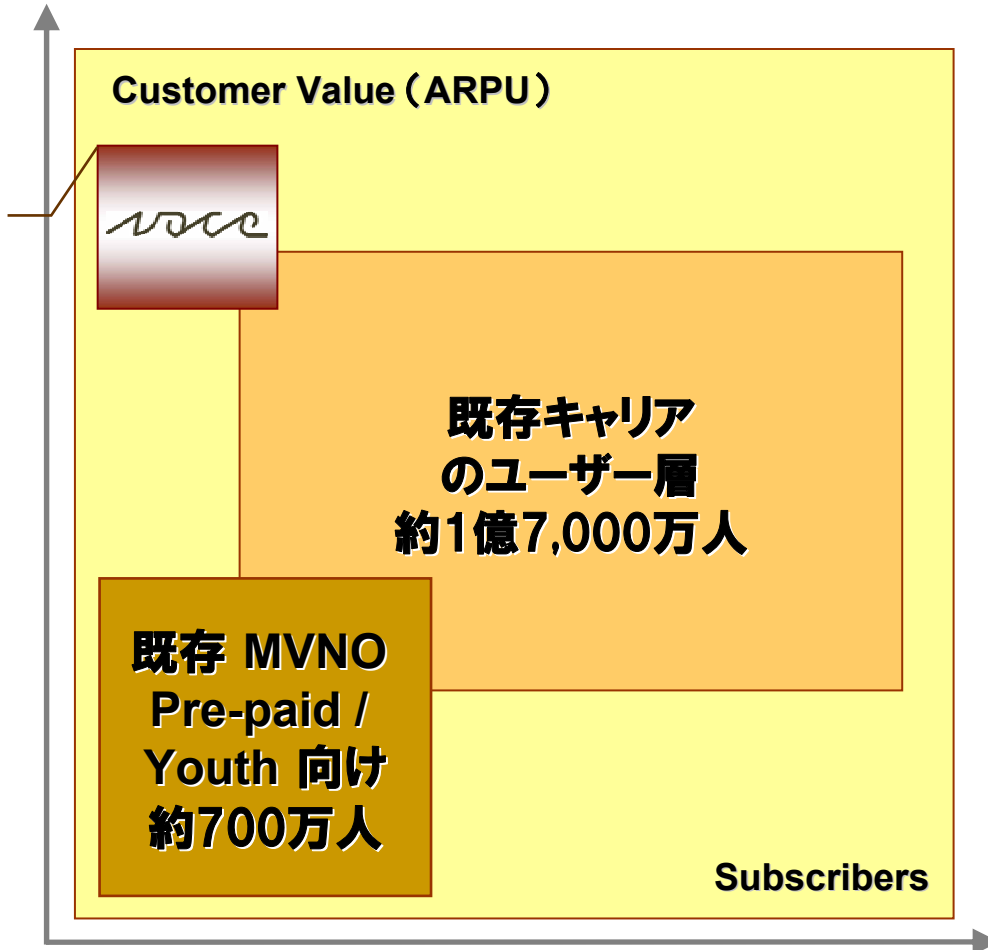 Customer Value（ARPU）
voce
既存キャリア
のユーザー層
約1億7,000万人
既存 MVNO
Pre-paid /
Youth 向け
約700万人
Subscribers